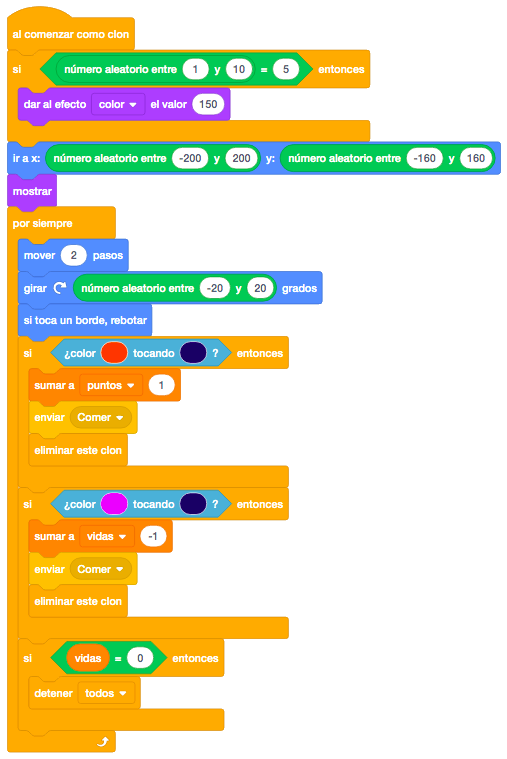 al comenzar como clon
si número aleatorio entre 1 y 10 = 5 entonces
dar al efecto color el valor 150
ir a x: número aleatorio entre -200 y 200 y: número aleatorio entre -160 y 160
mostrar
por siempre
mover 2 pasos
girar número aleatorio entre -20 y 20 grados
si toca un borde, rebotar
si ¿color tocando ? entonces
sumar a puntos 1
enviar Comer
eliminar este clon
si ¿color tocando ? entonces
sumar a vidas -1
enviar Comer
eliminar este clon
si vidas = 0 entonces
detener todos